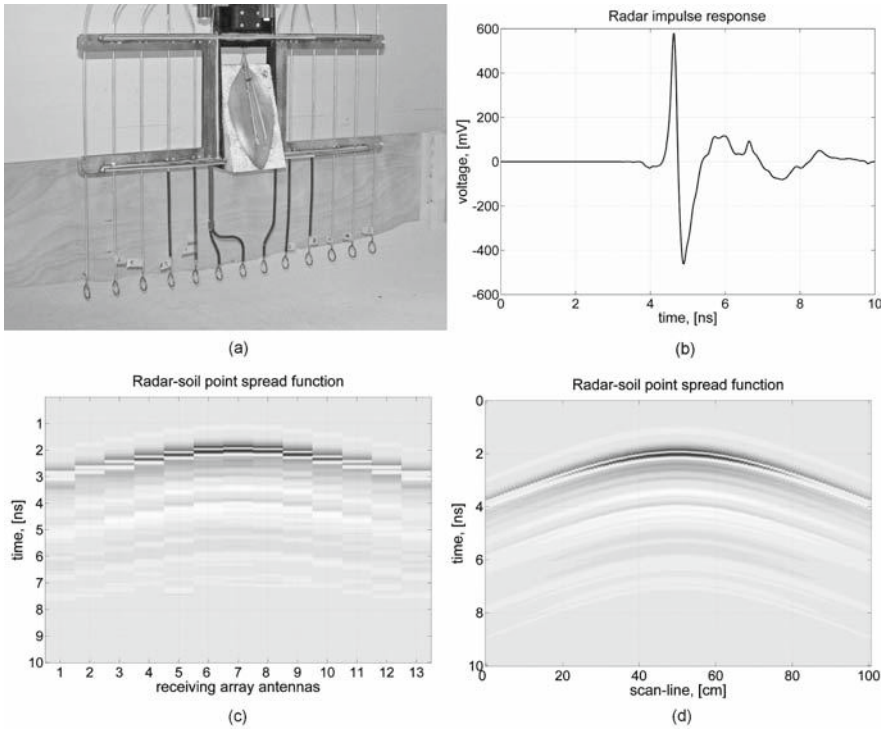 (a)
Radar impulse response
600
400
200
0
-200
-400
-600
0 2 4 6 8 10
voltage, [mV]
time, [ns]
(b)
Radar-soil point spread function
1
2
3
4
5
6
7
8
9
10
1 2 3 4 5 6 7 8 9 10 11 12 13
time, [ns]
receiving array antennas
(c)
Radar-soil point spread function
0
2
4
6
8
10
0 20 40 60 80 100
time, [ns]
scan-line, [cm]
(d)